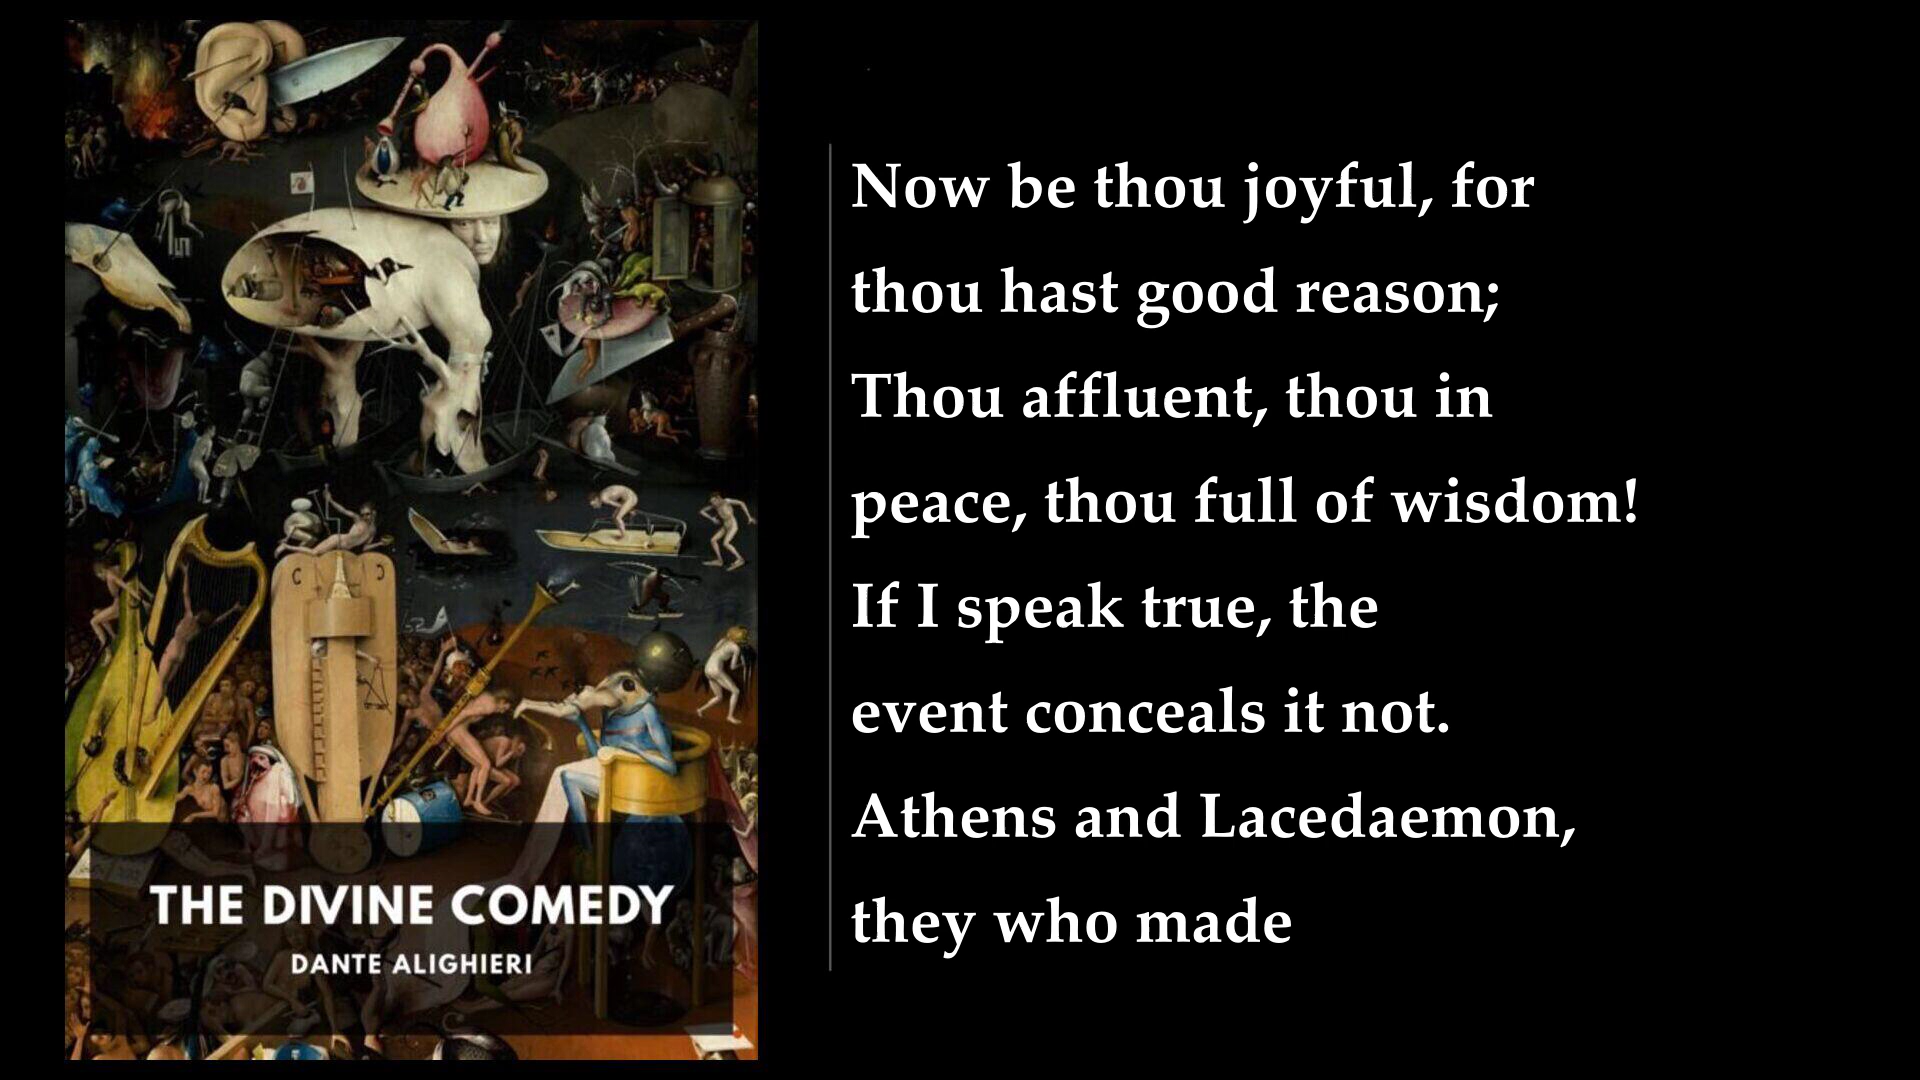 THE DIVINE COMEDY
DANTE ALIGHIERI
Now be thou joyful, for
thou hast good reason;
Thou affluent, thou in
peace, thou full of wisdom!
If I speak true, the
event conceals it not.
Athens and Lacedaemon,
they who made